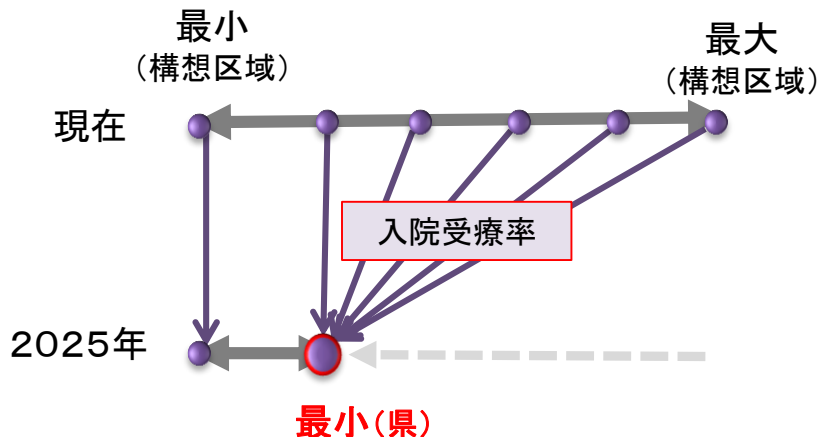 最小
（構想区域）
最大
（構想区域）
現在
入院受療率
２０２５年
最小（県）